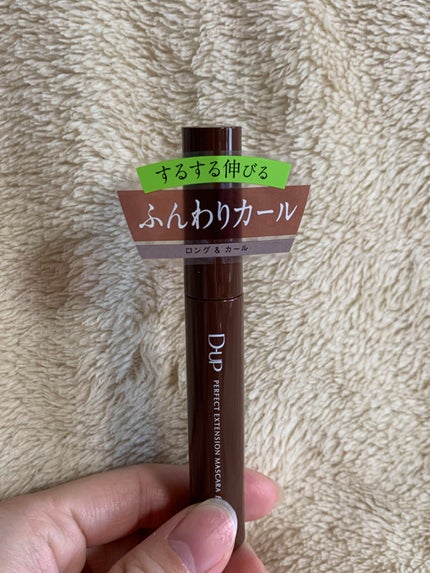 するする伸びる
ふんわりカール
ロング & カール
D-UP
PERFECT EXTENSION MASCARA